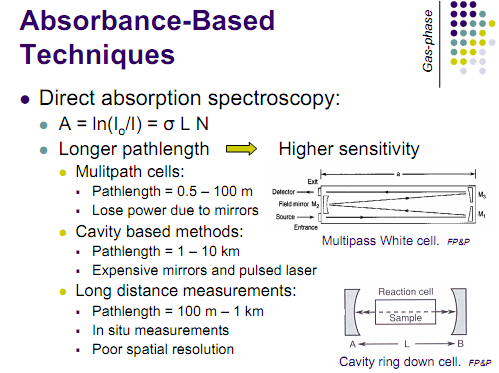 Absorbance-Based
Techniques
Gas-phase
Direct absorption spectroscopy:
A = ln(Io/I) = σ L N
Longer pathlength
Higher sensitivity
Mulitpath cells:
Pathlength = 0.5 – 100 m
Lose power due to mirrors
Cavity based methods:
Pathlength = 1 – 10 km
Expensive mirrors and pulsed laser
Long distance measurements:
Pathlength = 100 m – 1 km
In situ measurements
Poor spatial resolution
a
Exit
Detector
Field mirror M2
Source
Entrance
M3
M1
Multipass White cell. FP&P
Reaction cell
Sample
A
L
B
Cavity ring down cell. FP&P